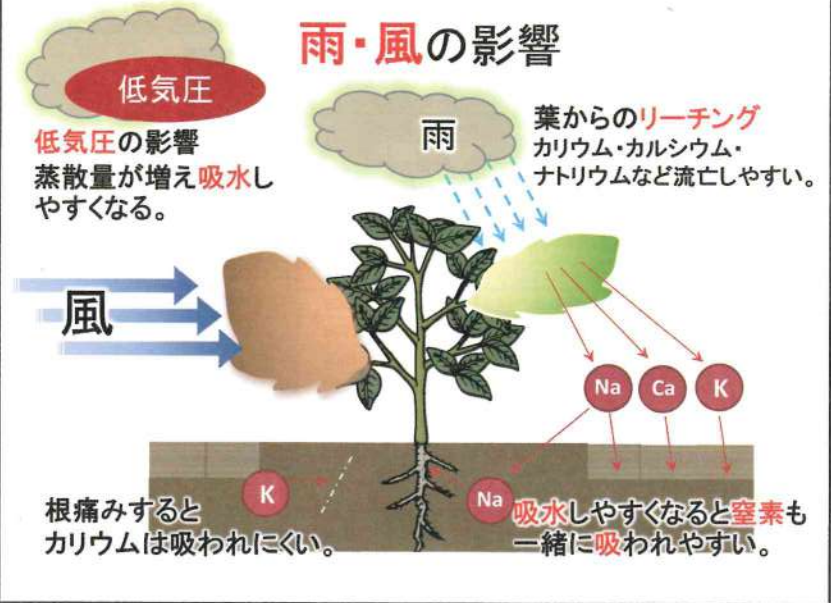 雨・風の影響
低気圧
低気圧の影響
蒸散量が増え吸水し
やすくなる。
雨
葉からのリーチング
カリウム・カルシウム・
ナトリウムなど流亡しやすい。
風
Na
Ca
K
K
Na
根痛みすると
カリウムは吸われにくい。
吸水しやすくなると窒素も
一緒に吸われやすい。